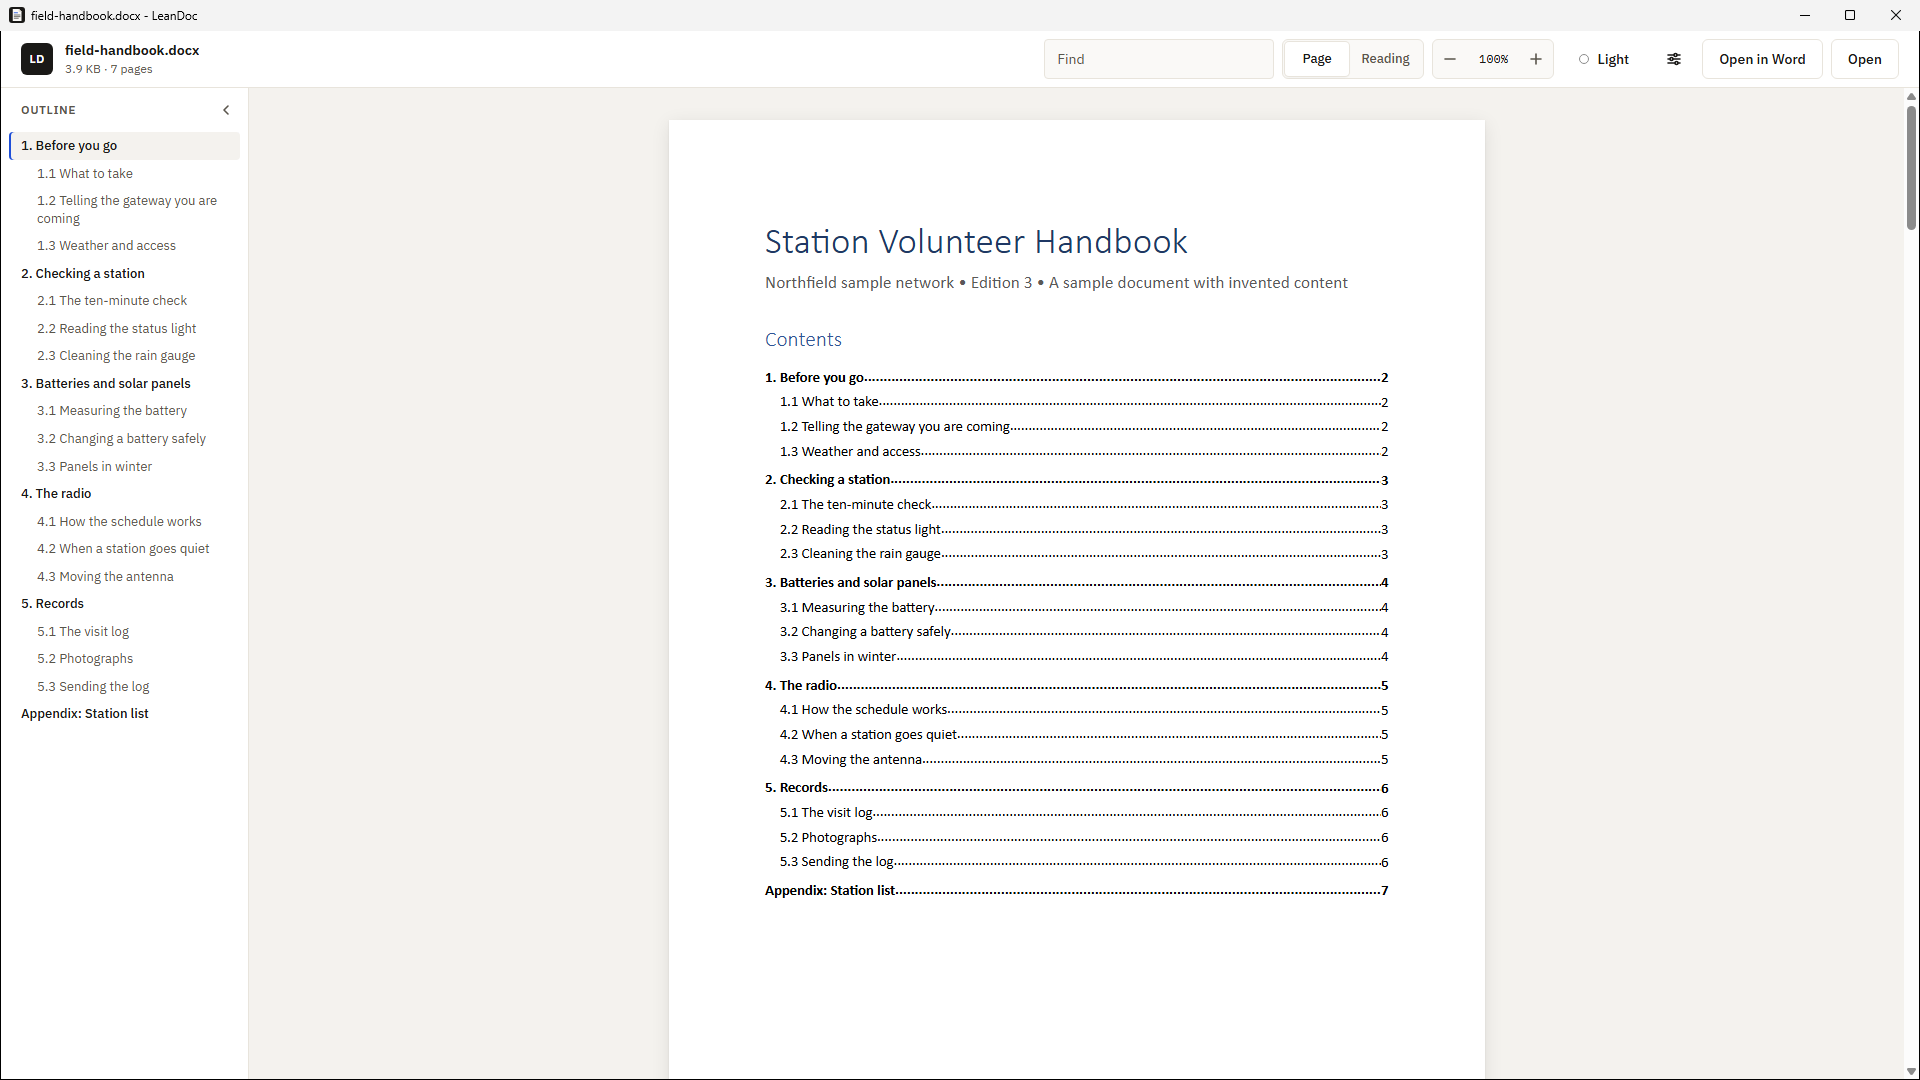 field-handbook.docx - LeanDoc
LD
field-handbook.docx
3.9 KB · 7 pages
Find
Page
Reading
100%
Light
Open in Word
Open
OUTLINE
1. Before you go
1.1 What to take
1.2 Telling the gateway you are
coming
1.3 Weather and access
2. Checking a station
2.1 The ten-minute check
2.2 Reading the status light
2.3 Cleaning the rain gauge
3. Batteries and solar panels
3.1 Measuring the battery
3.2 Changing a battery safely
3.3 Panels in winter
4. The radio
4.1 How the schedule works
4.2 When a station goes quiet
4.3 Moving the antenna
5. Records
5.1 The visit log
5.2 Photographs
5.3 Sending the log
Appendix: Station list
Station Volunteer Handbook
Northfield sample network • Edition 3 • A sample document with invented content
Contents
1. Before you go 2
1.1 What to take 2
1.2 Telling the gateway you are coming 2
1.3 Weather and access 2
2. Checking a station 3
2.1 The ten-minute check 3
2.2 Reading the status light 3
2.3 Cleaning the rain gauge 3
3. Batteries and solar panels 4
3.1 Measuring the battery 4
3.2 Changing a battery safely 4
3.3 Panels in winter 4
4. The radio 5
4.1 How the schedule works 5
4.2 When a station goes quiet 5
4.3 Moving the antenna 5
5. Records 6
5.1 The visit log 6
5.2 Photographs 6
5.3 Sending the log 6
Appendix: Station list 7